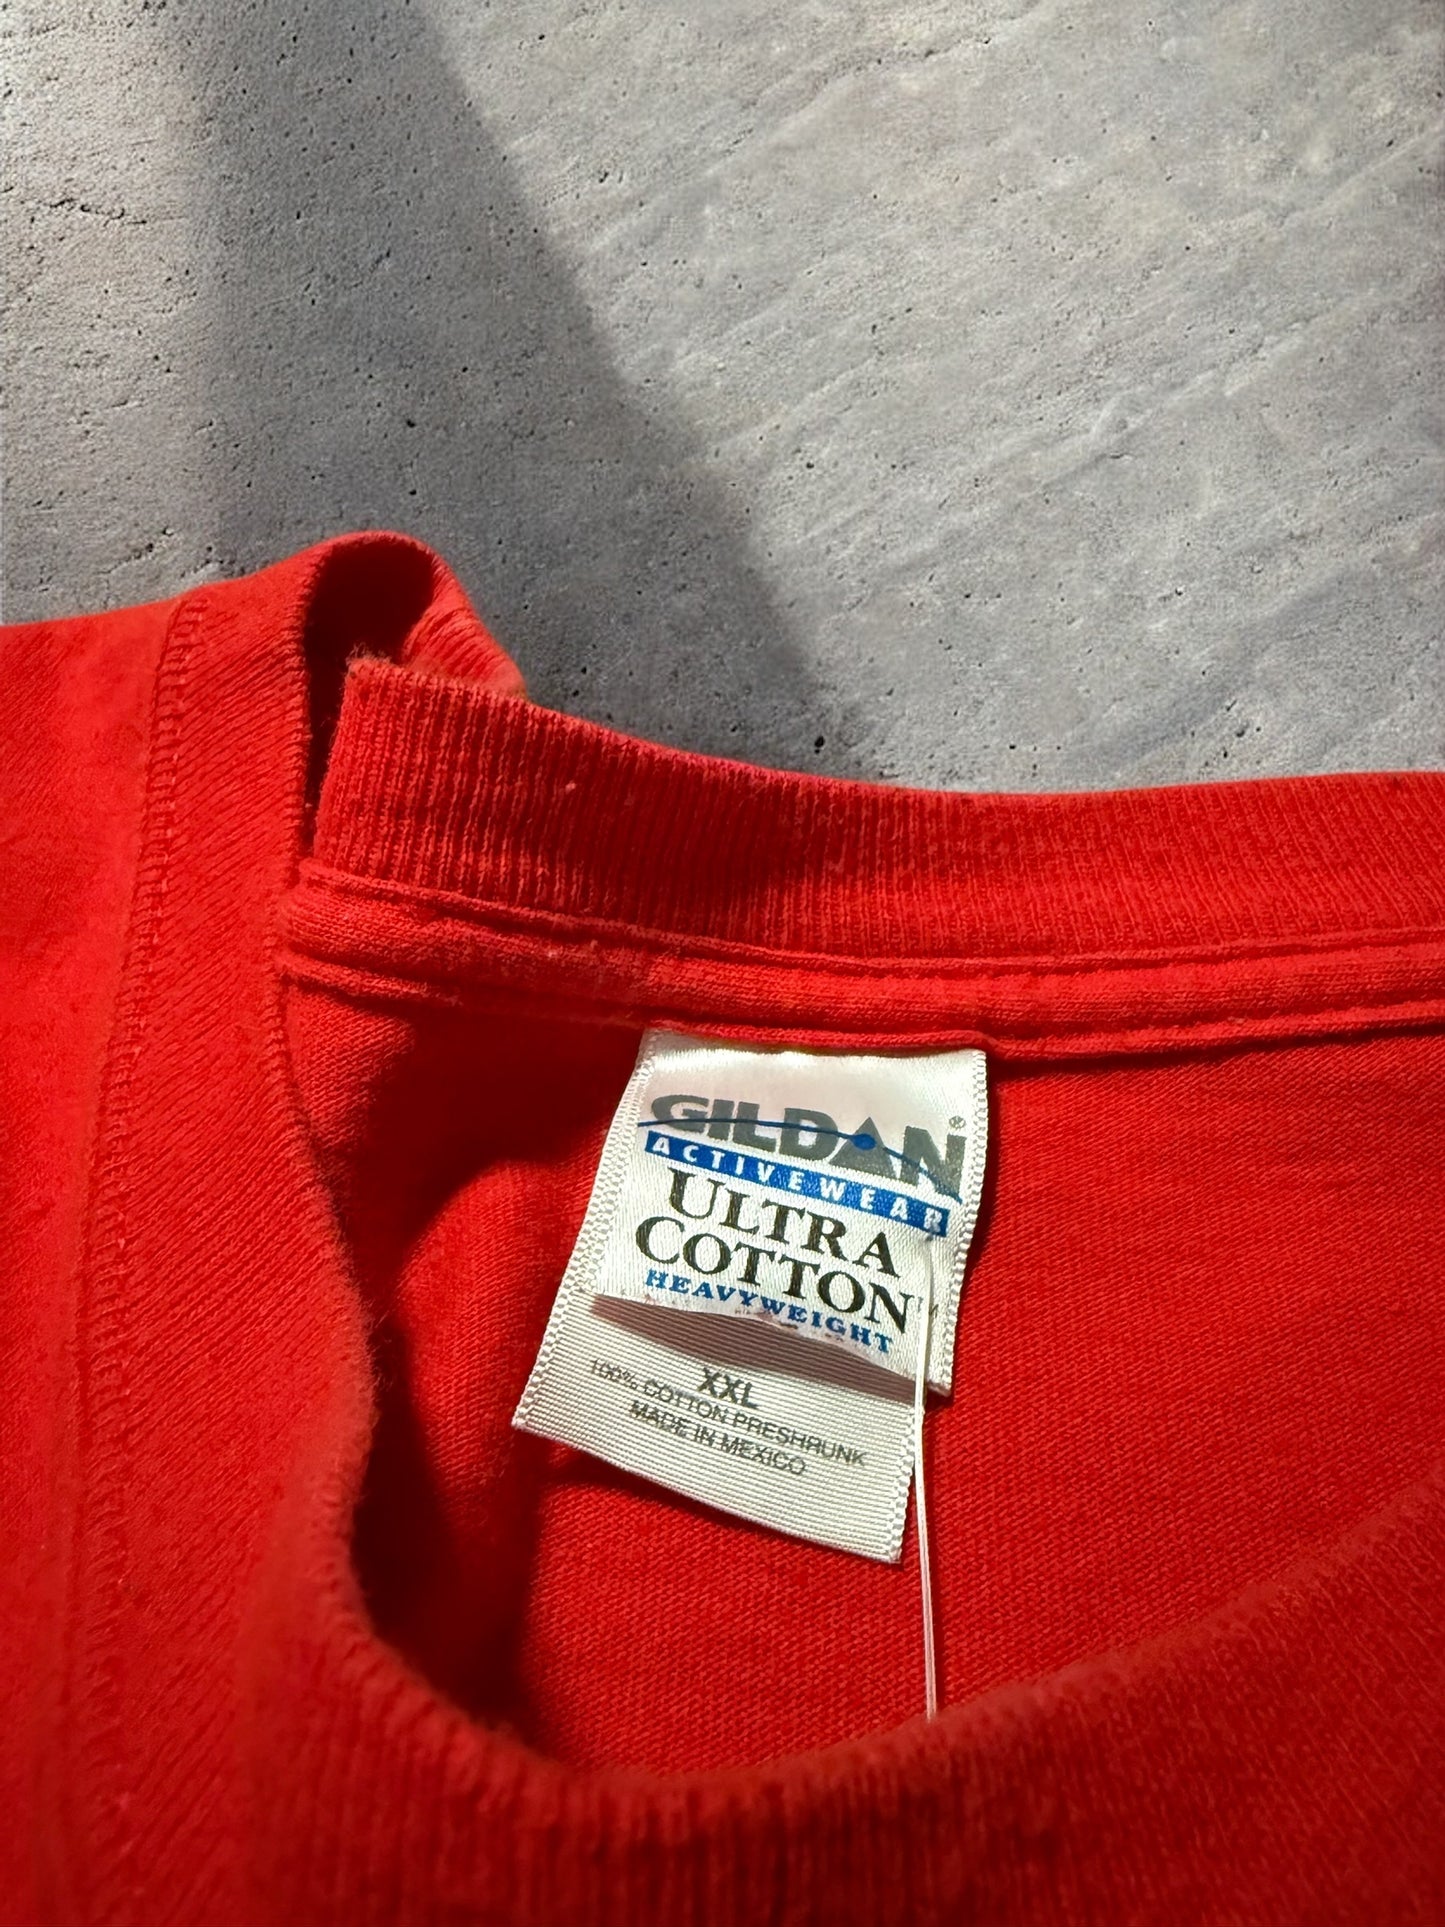 GILDAN®
ACTIVEWEAR
ULTRA
COTTON
HEAVYWEIGHT
XXL
100% COTTON PRESHRUNK
MADE IN MEXICO